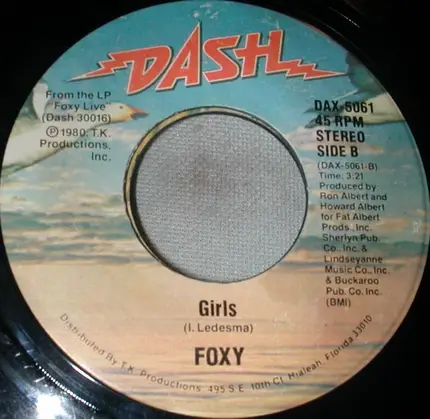 DASH
From the LP
"Foxy Live"
(Dash 30016)
℗ 1980, T.K.
Productions,
Inc.
DAX-5061
45 RPM
STEREO
SIDE B
(DAX-5061-B)
Time: 3:21
Produced by
Ron Albert and
Howard Albert
for Fat Albert
Prods., Inc.
Sherlyn Pub.
Co., Inc. &
Lindseyanne
Music Co., Inc.
& Buckaroo
Pub. Co. Inc.
(BMI)
Girls
(I. Ledesma)
FOXY
Distributed By T.K. Productions 495 S E. 10th Ct. Hialeah, Florida 33010